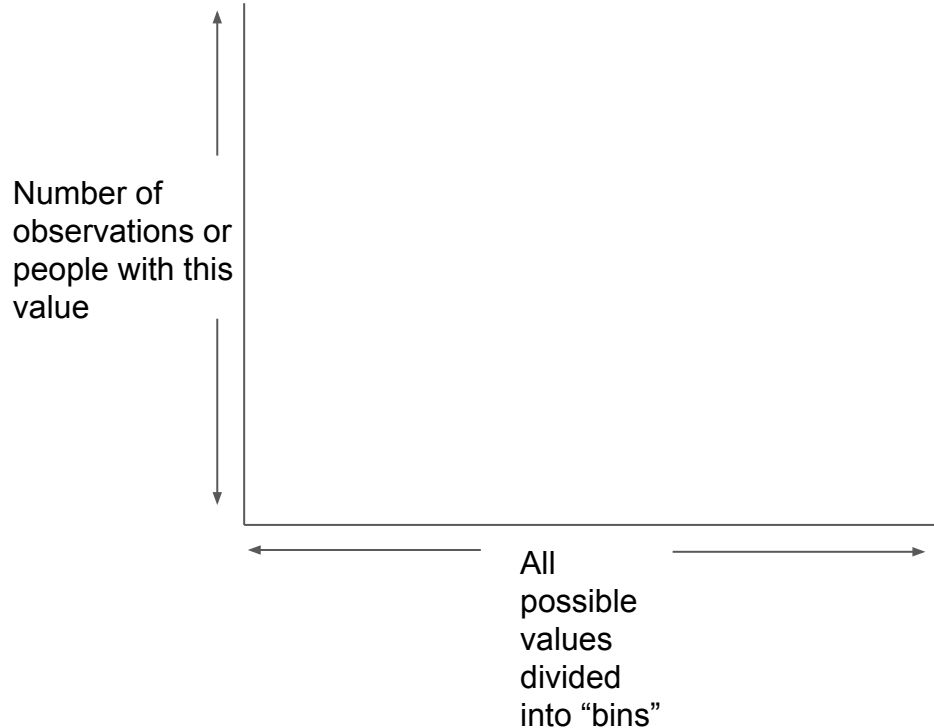 Number of
observations or
people with this
value
All
possible
values
divided
into “bins”